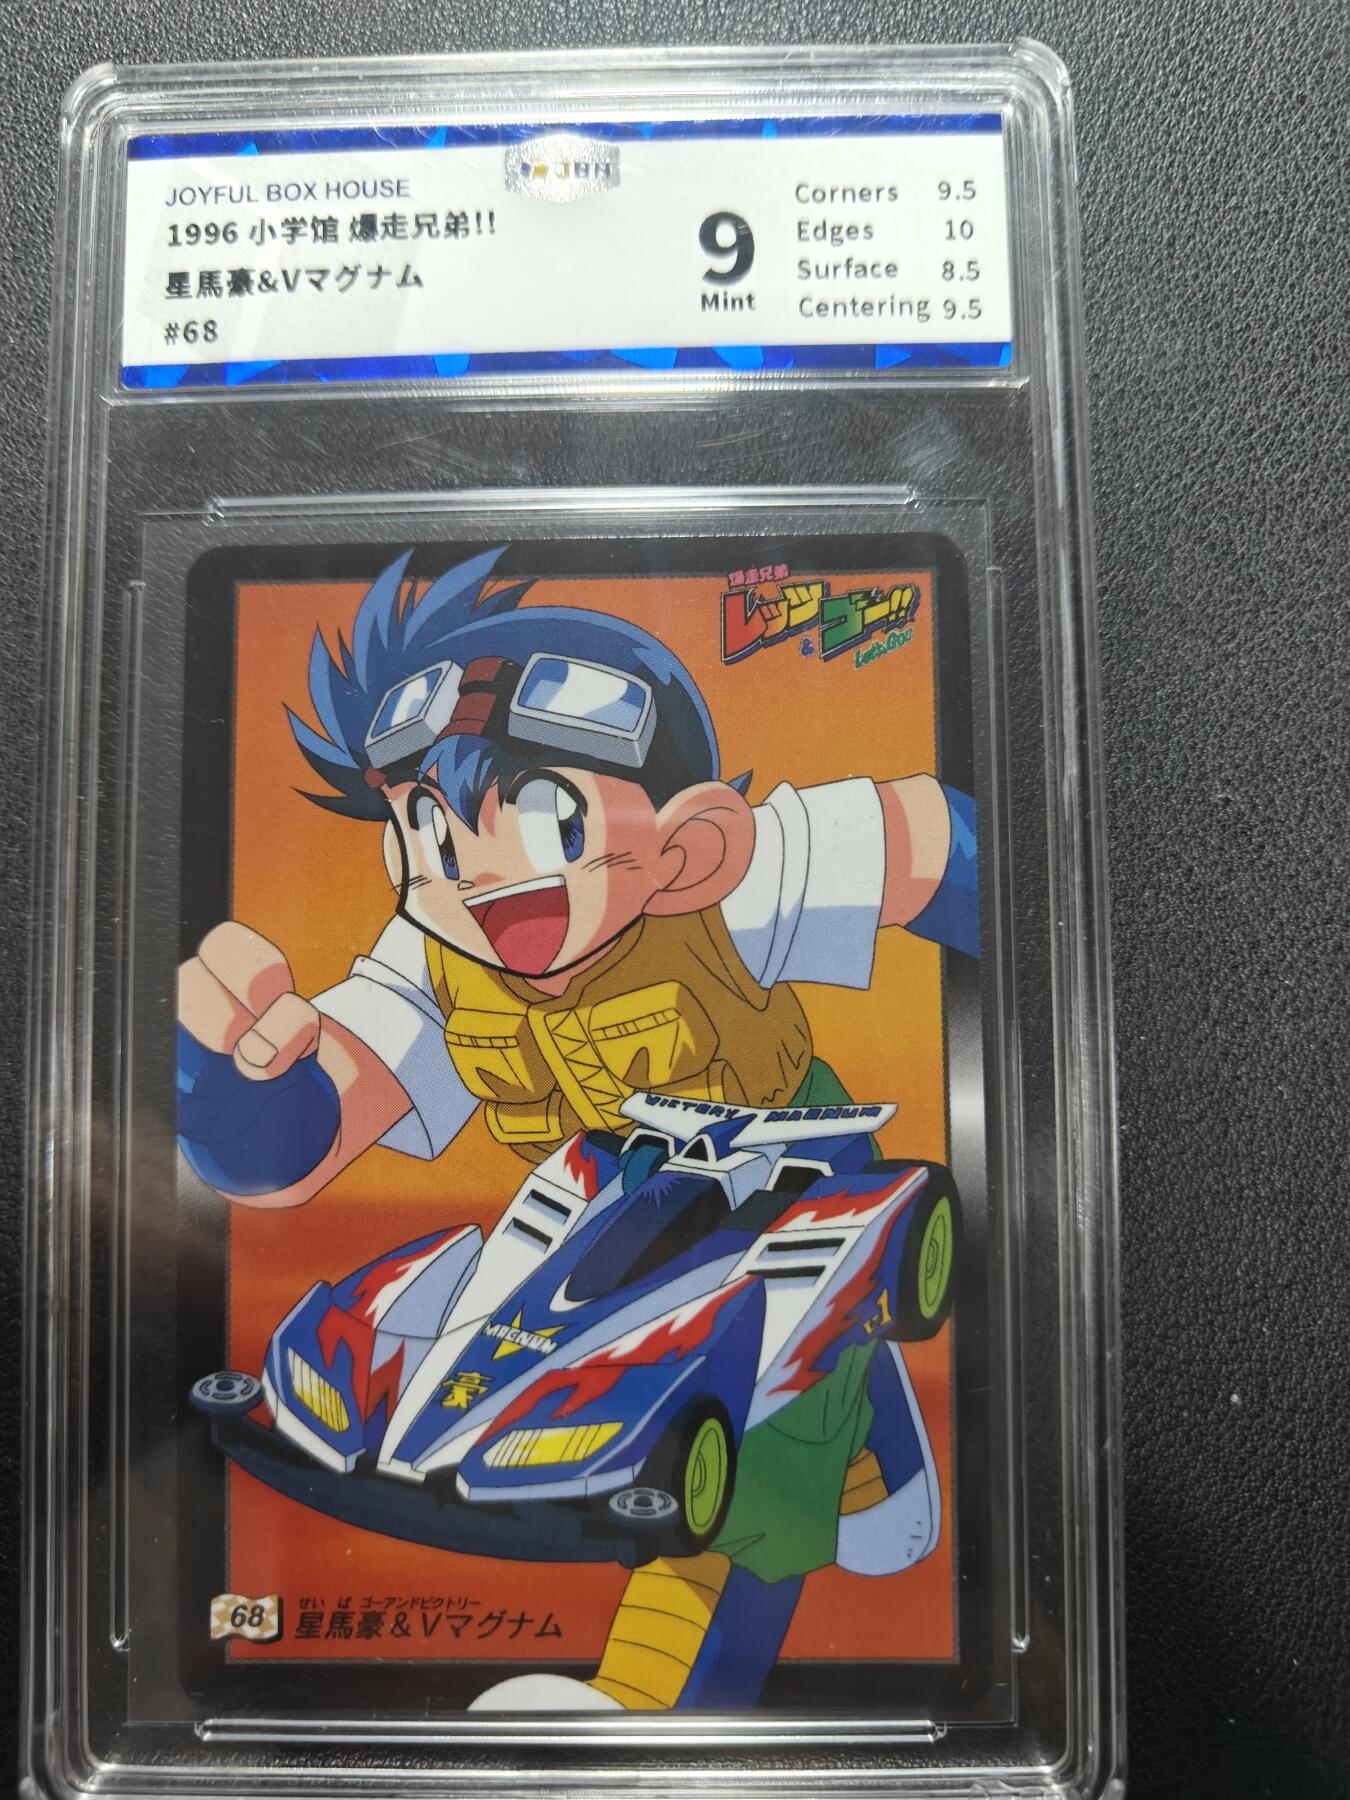 JBH
JOYFUL BOX HOUSE
1996 小学馆 爆走兄弟!!
星馬豪&Vマグナム
#68
9
Mint
Corners 9.5
Edges 10
Surface 8.5
Centering 9.5
爆走兄弟
レッツ
& ゴー!!
Let's & Go!!
VICTORY MAGNUM
MAGNUM
豪
V-1
68
せいば ゴーアンドビクトリー
星馬豪&Vマグナム